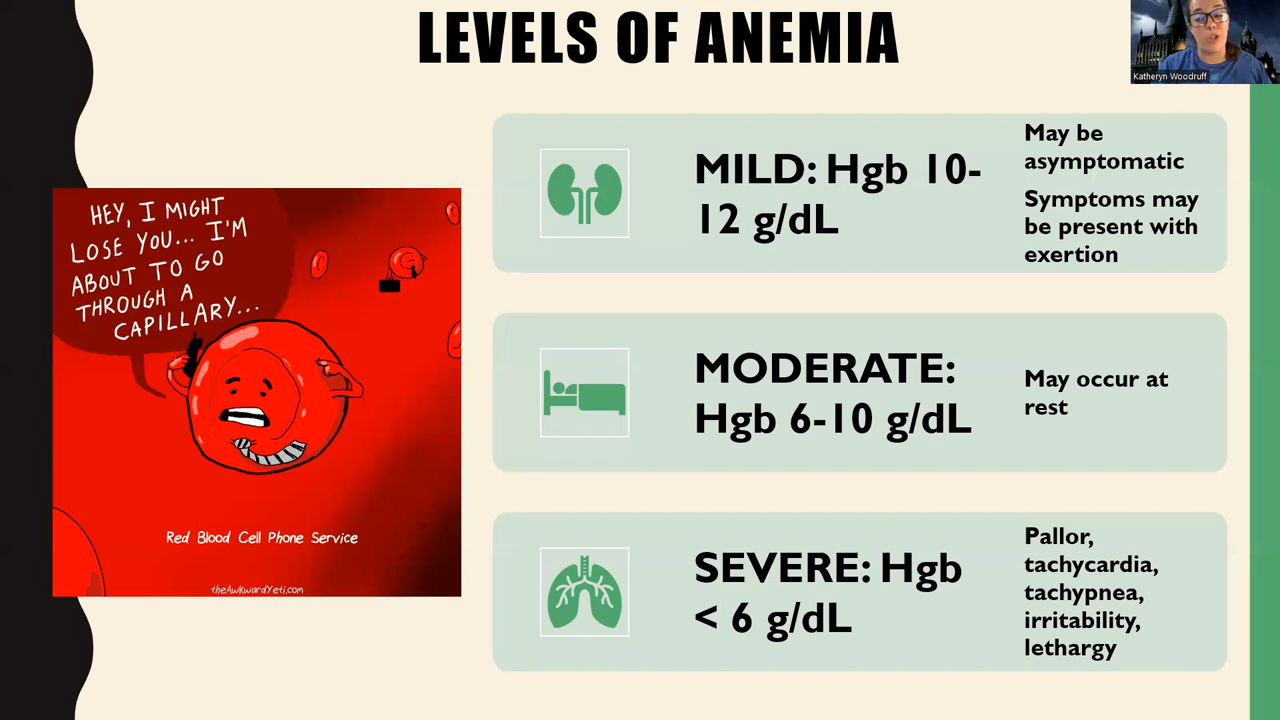 LEVELS OF ANEMIA
Katheryn Woodruff
HEY, I MIGHT
LOSE YOU... I'M
ABOUT TO GO
THROUGH A
CAPILLARY...
Red Blood Cell Phone Service
theAwkwardYeti.com
MILD: Hgb 10-
12 g/dL
May be
asymptomatic
Symptoms may
be present with
exertion
MODERATE:
Hgb 6-10 g/dL
May occur at
rest
SEVERE: Hgb
< 6 g/dL
Pallor,
tachycardia,
tachypnea,
irritability,
lethargy